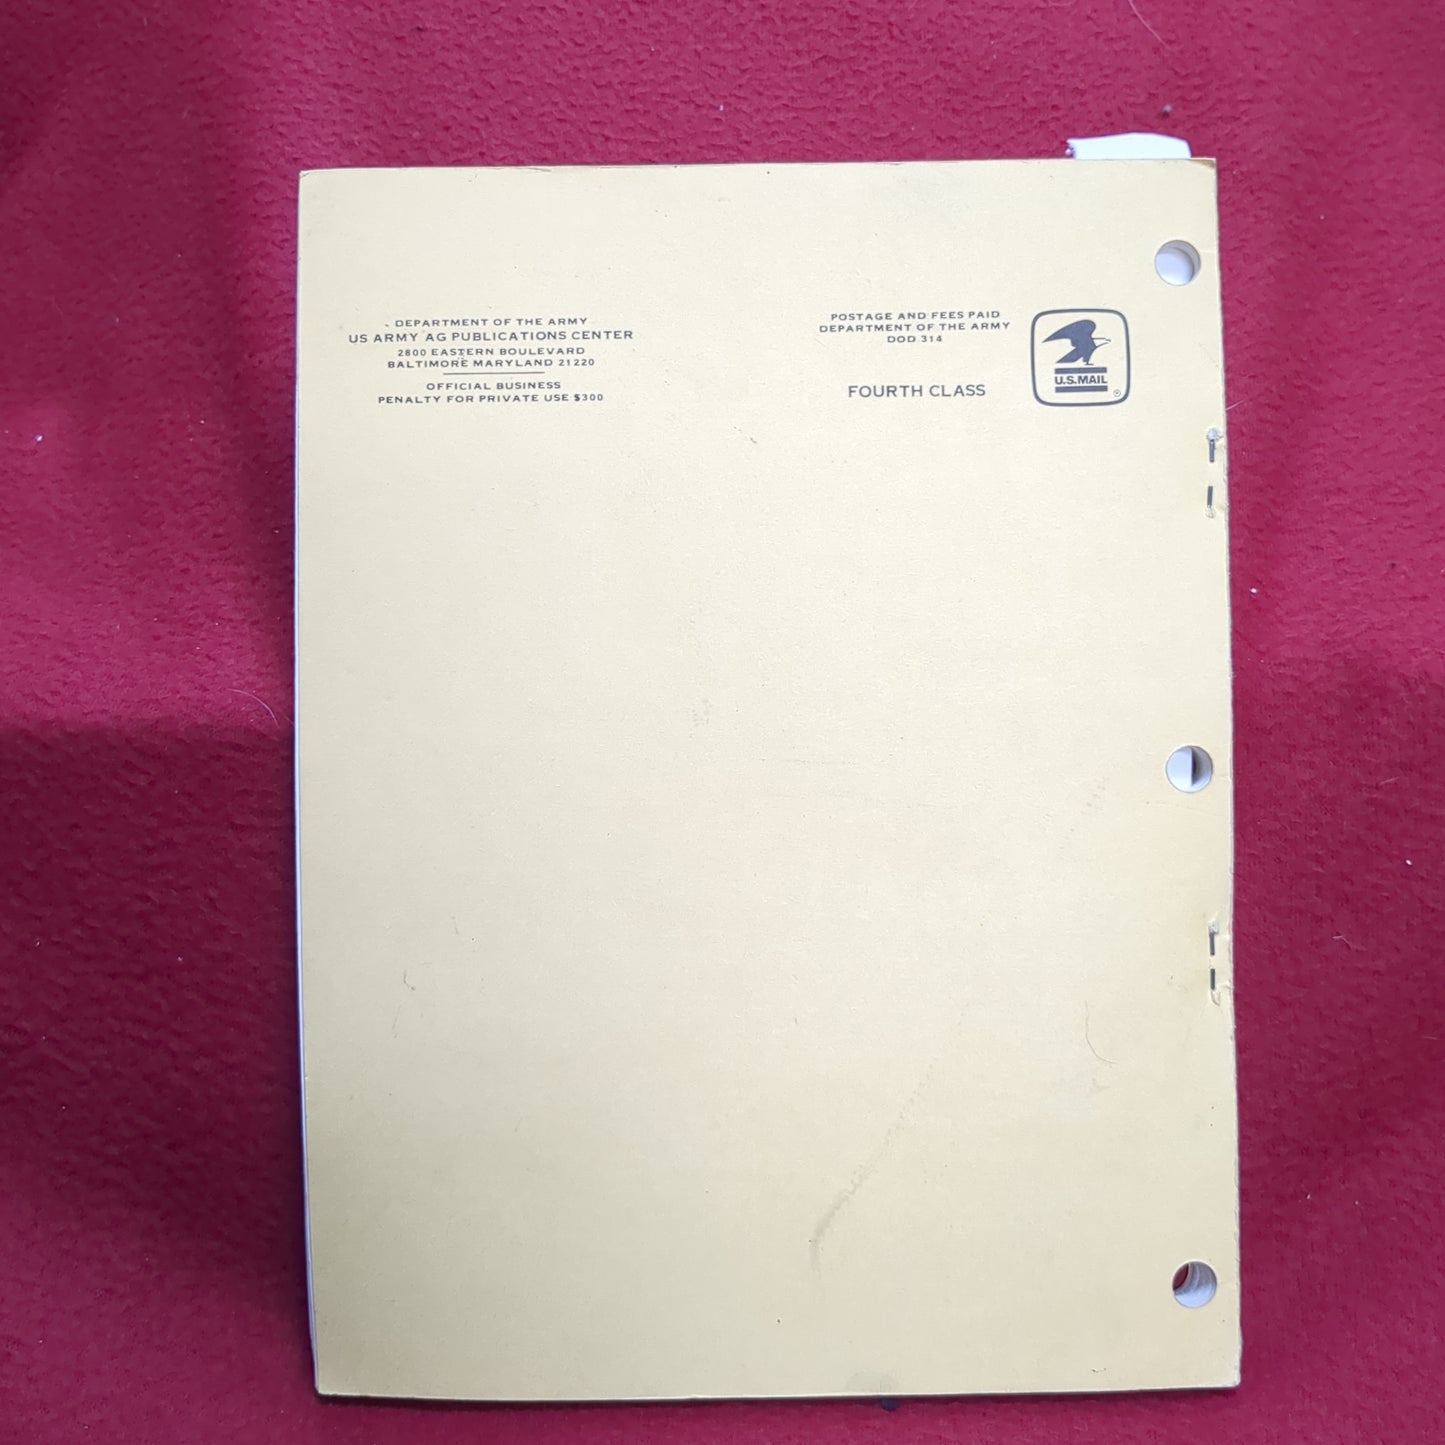 DEPARTMENT OF THE ARMY
US ARMY AG PUBLICATIONS CENTER
2800 EASTERN BOULEVARD
BALTIMORE MARYLAND 21220
OFFICIAL BUSINESS
PENALTY FOR PRIVATE USE $300
POSTAGE AND FEES PAID
DEPARTMENT OF THE ARMY
DOD 314
FOURTH CLASS
U.S.MAIL
®